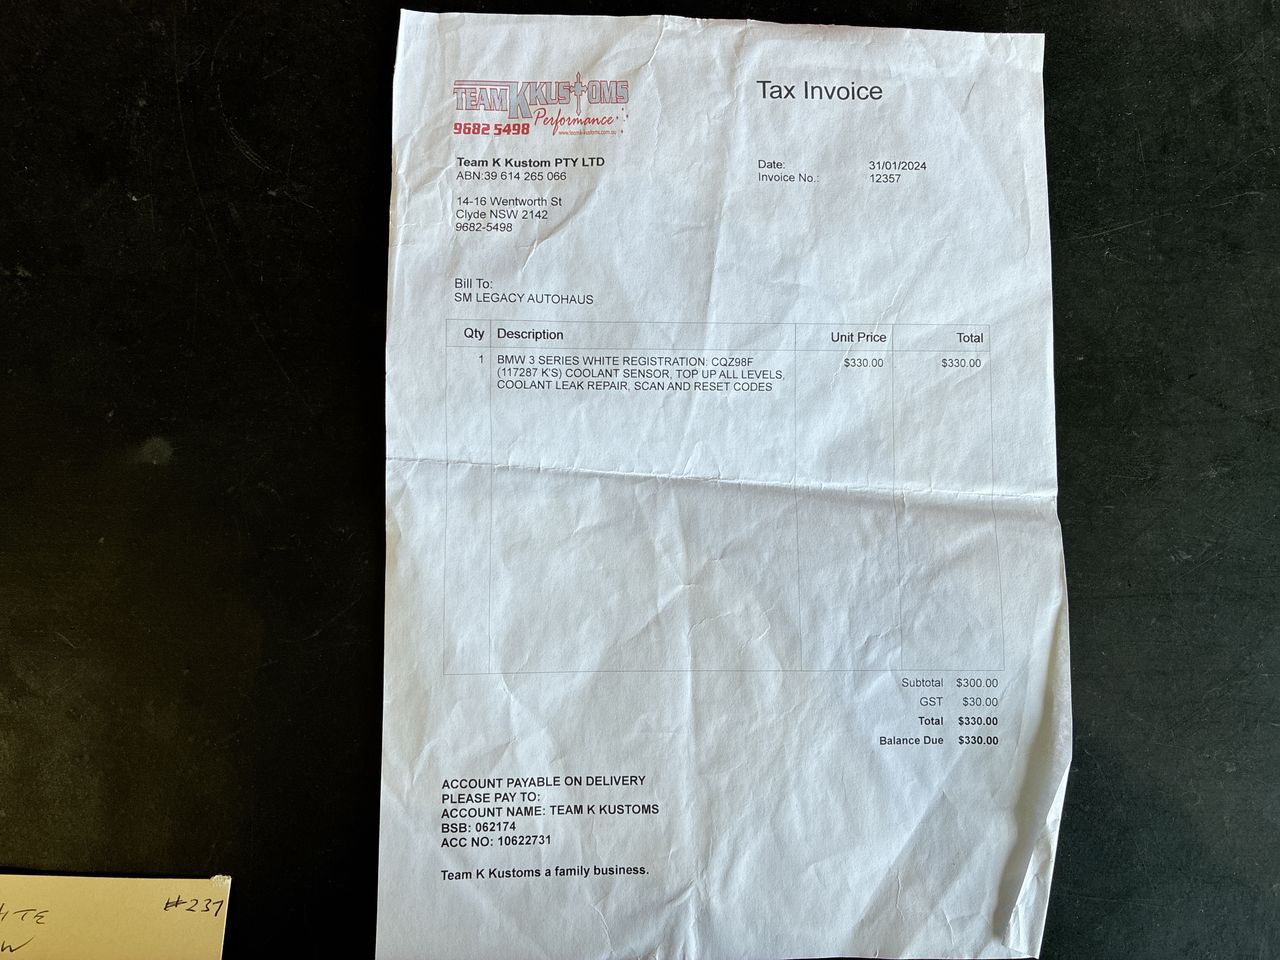 TEAM K KUSTOMS
Performance
9682 5498
www.teamkkustoms.com.au
Tax Invoice
Team K Kustom PTY LTD
ABN:39 614 265 066
Date: 31/01/2024
Invoice No.: 12357
14-16 Wentworth St
Clyde NSW 2142
9682-5498
Bill To:
SM LEGACY AUTOHAUS
Qty Description Unit Price Total
1 BMW 3 SERIES WHITE REGISTRATION: CQZ98F $330.00 $330.00
(117287 K'S) COOLANT SENSOR, TOP UP ALL LEVELS,
COOLANT LEAK REPAIR, SCAN AND RESET CODES
Subtotal $300.00
GST $30.00
Total $330.00
Balance Due $330.00
ACCOUNT PAYABLE ON DELIVERY
PLEASE PAY TO:
ACCOUNT NAME: TEAM K KUSTOMS
BSB: 062174
ACC NO: 10622731
Team K Kustoms a family business.
#237